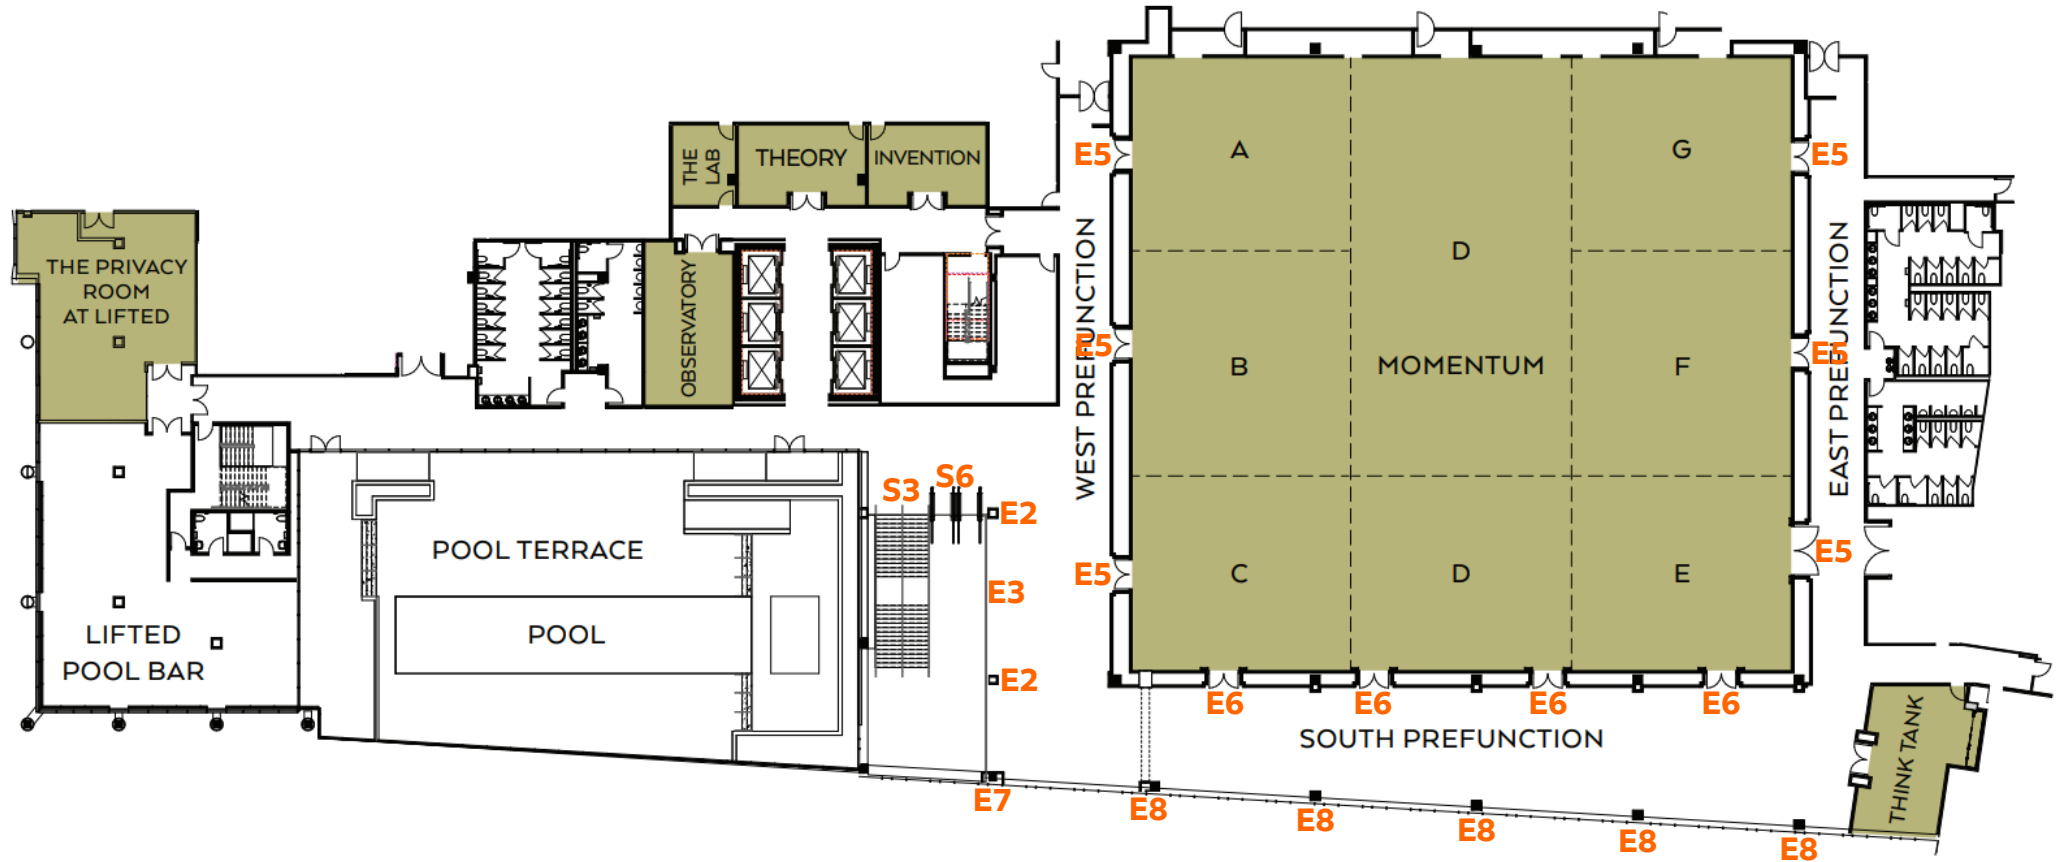 A
G
E5
E5
THE
LAB
THEORY
INVENTION
D
THE PRIVACY
ROOM
AT LIFTED
OBSERVATORY
WEST PREFUNCTION
EAST PREFUNCTION
E5
E5
B
MOMENTUM
F
S3
S6
E2
POOL TERRACE
E3
E5
E5
C
D
E
LIFTED
POOL BAR
POOL
E2
E6
E6
E6
E6
SOUTH PREFUNCTION
THINK TANK
E7
E8
E8
E8
E8
E8